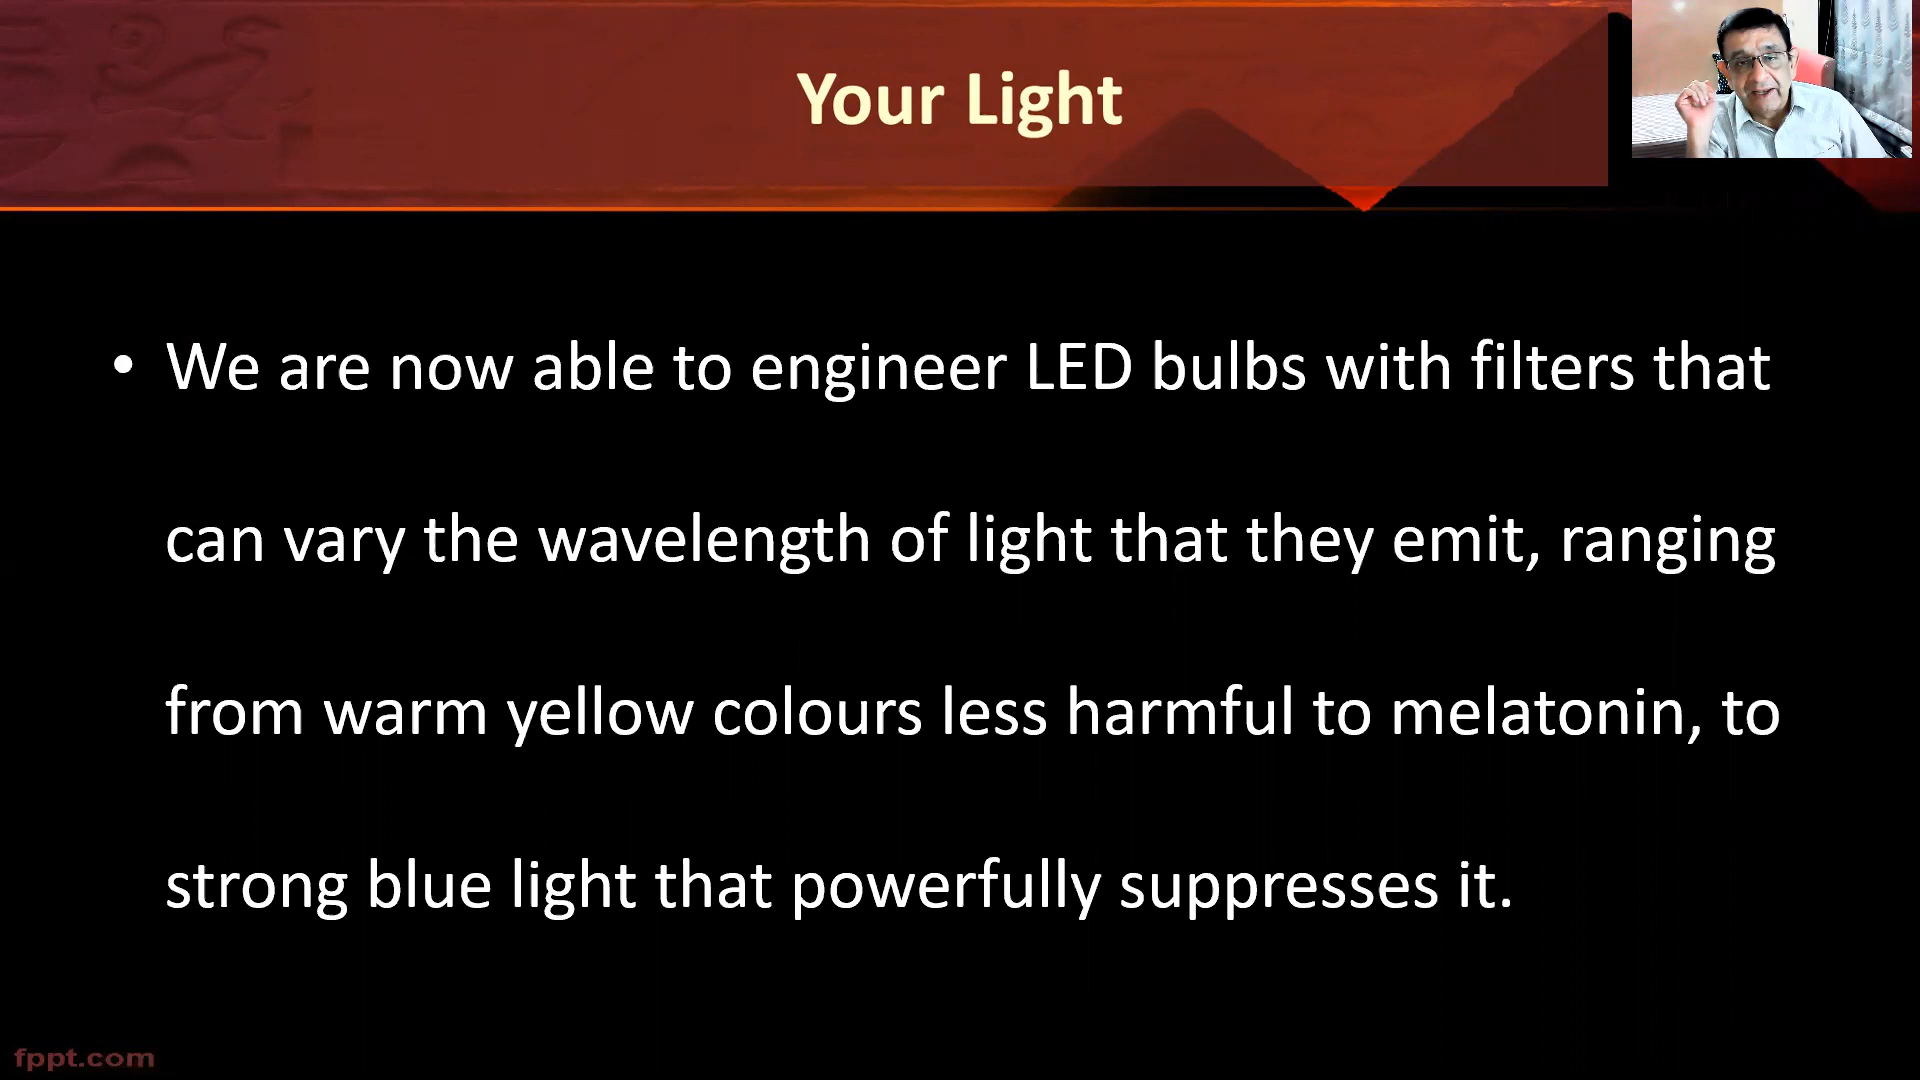 Your Light
• We are now able to engineer LED bulbs with filters that
can vary the wavelength of light that they emit, ranging
from warm yellow colours less harmful to melatonin, to
strong blue light that powerfully suppresses it.
fppt.com